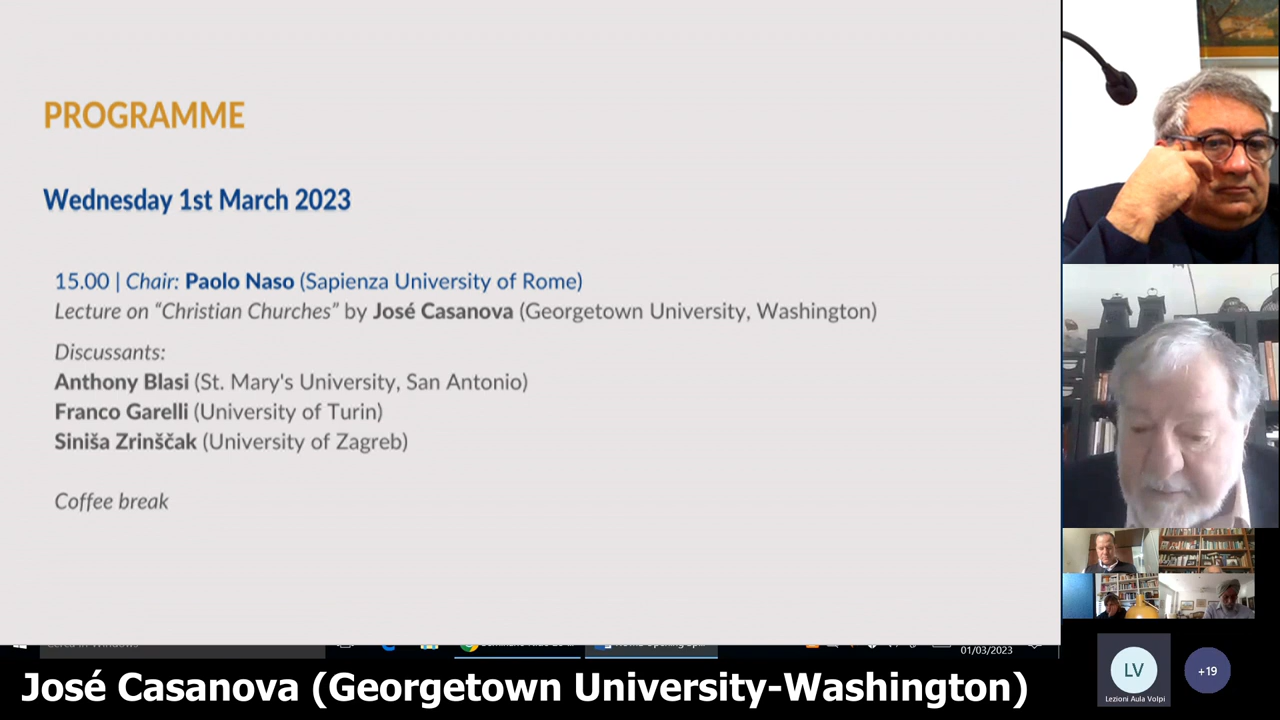 PROGRAMME
Wednesday 1st March 2023
15.00 | Chair: Paolo Naso (Sapienza University of Rome)
Lecture on “Christian Churches” by José Casanova (Georgetown University, Washington)
Discussants:
Anthony Blasi (St. Mary's University, San Antonio)
Franco Garelli (University of Turin)
Siniša Zrinščak (University of Zagreb)
Coffee break
01/03/2023
José Casanova (Georgetown University-Washington)
LV
Lezioni Aula Volpi
+19